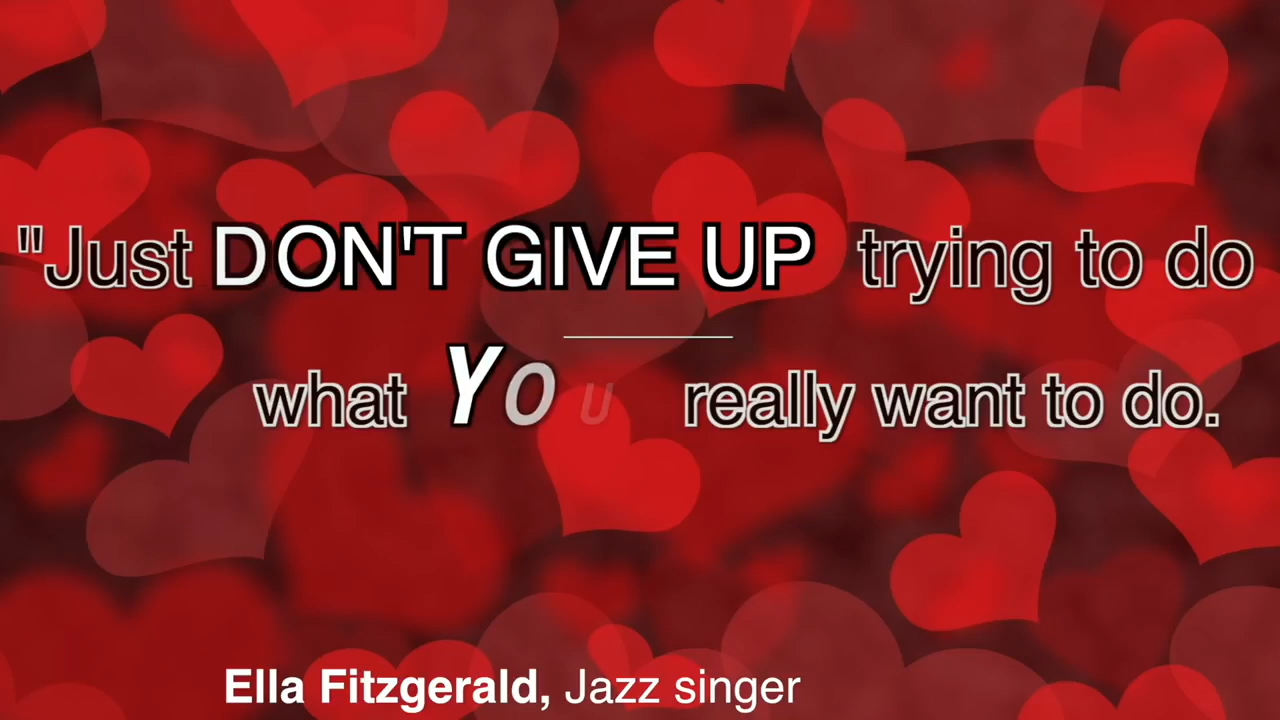 "Just DON'T GIVE UP trying to do
what YOU really want to do.
Ella Fitzgerald, Jazz singer